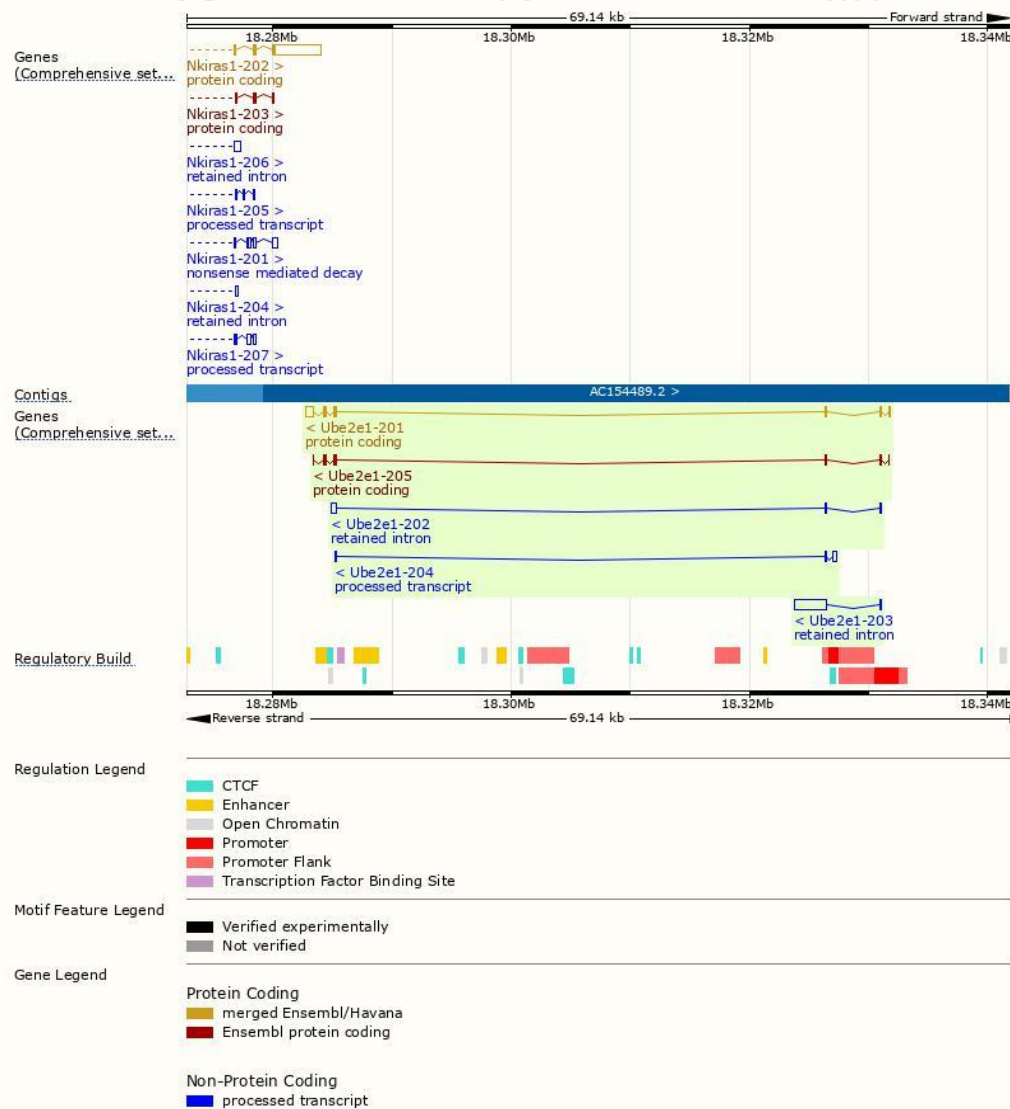 69.14 kb
Forward strand
18.28Mb 18.30Mb 18.32Mb 18.34Mb
Genes
(Comprehensive set...
Nkiras1-202 >
protein coding
Nkiras1-203 >
protein coding
Nkiras1-206 >
retained intron
Nkiras1-205 >
processed transcript
Nkiras1-201 >
nonsense mediated decay
Nkiras1-204 >
retained intron
Nkiras1-207 >
processed transcript
Contigs
AC154489.2 >
Genes
(Comprehensive set...
< Ube2e1-201
protein coding
< Ube2e1-205
protein coding
< Ube2e1-202
retained intron
< Ube2e1-204
processed transcript
< Ube2e1-203
retained intron
Regulatory Build
18.28Mb 18.30Mb 18.32Mb 18.34Mb
Reverse strand
69.14 kb
Regulation Legend
CTCF
Enhancer
Open Chromatin
Promoter
Promoter Flank
Transcription Factor Binding Site
Motif Feature Legend
Verified experimentally
Not verified
Gene Legend
Protein Coding
merged Ensembl/Havana
Ensembl protein coding
Non-Protein Coding
processed transcript